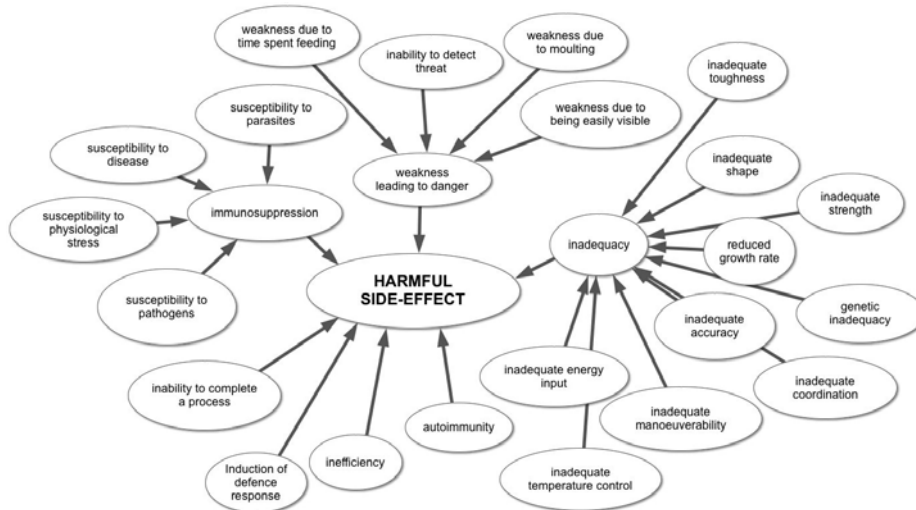 weakness due to
time spent feeding
inability to detect
threat
weakness due
to moulting
inadequate
toughness
susceptibility to
parasites
weakness due to
being easily visible
susceptibility to
disease
weakness
leading to danger
inadequate
shape
inadequate
strength
susceptibility to
physiological
stress
immunosuppression
inadequacy
reduced
growth rate
HARMFUL
SIDE-EFFECT
susceptibility to
pathogens
genetic
inadequacy
inadequate
accuracy
inability to complete
a process
inadequate energy
input
inadequate
coordination
autoimmunity
inadequate
manoeuverability
Induction of
defence
response
inefficiency
inadequate
temperature control